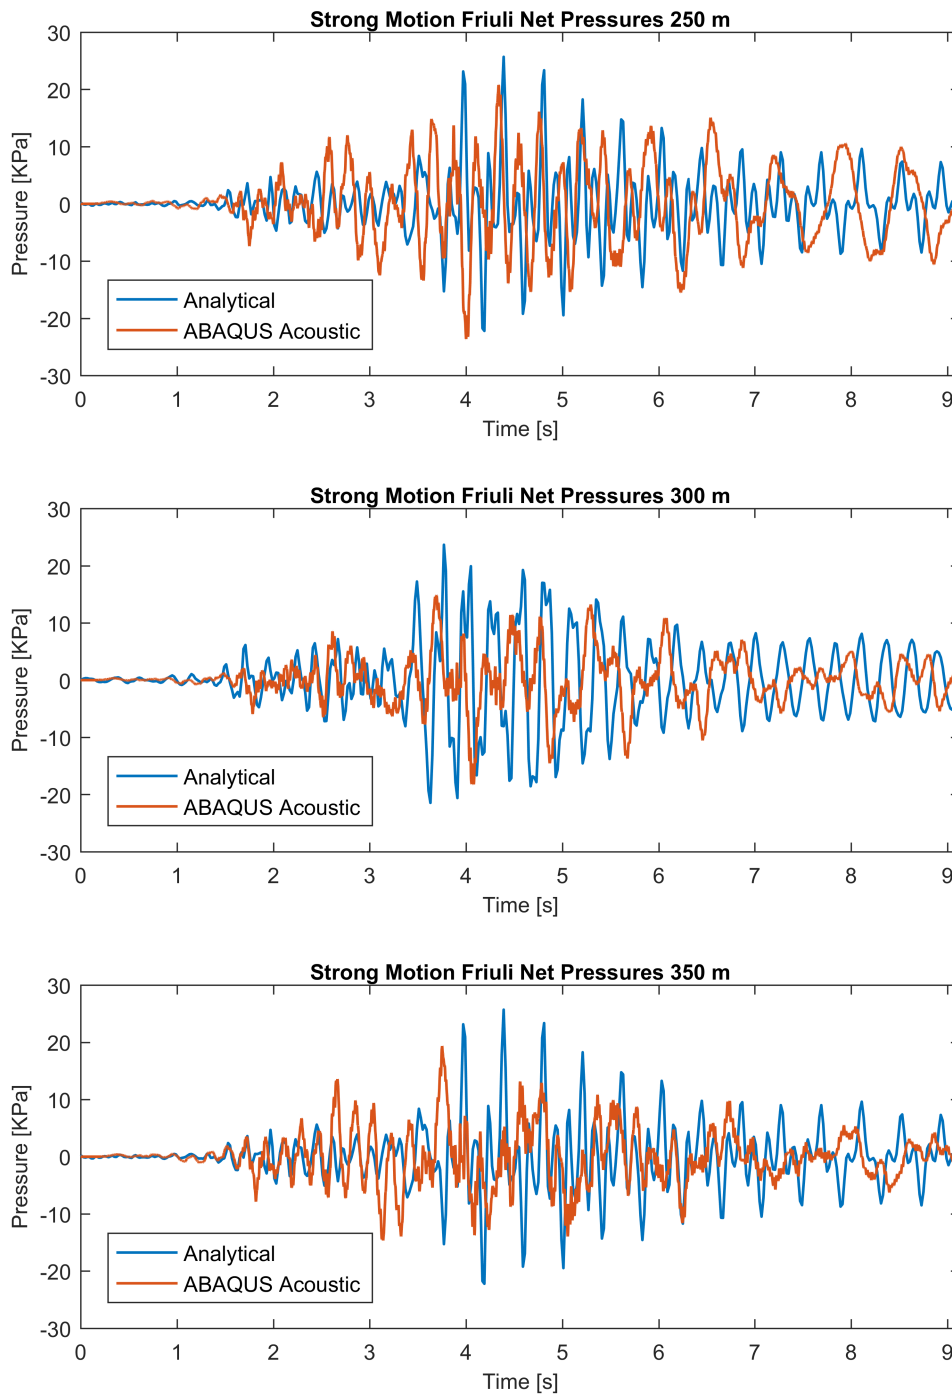 Strong Motion Friuli Net Pressures 250 m
30
20
10
0
-10
-20
-30
Pressure [KPa]
Analytical
ABAQUS Acoustic
0 1 2 3 4 5 6 7 8 9
Time [s]
Strong Motion Friuli Net Pressures 300 m
30
20
10
0
-10
-20
-30
Pressure [KPa]
Analytical
ABAQUS Acoustic
0 1 2 3 4 5 6 7 8 9
Time [s]
Strong Motion Friuli Net Pressures 350 m
30
20
10
0
-10
-20
-30
Pressure [KPa]
Analytical
ABAQUS Acoustic
0 1 2 3 4 5 6 7 8 9
Time [s]